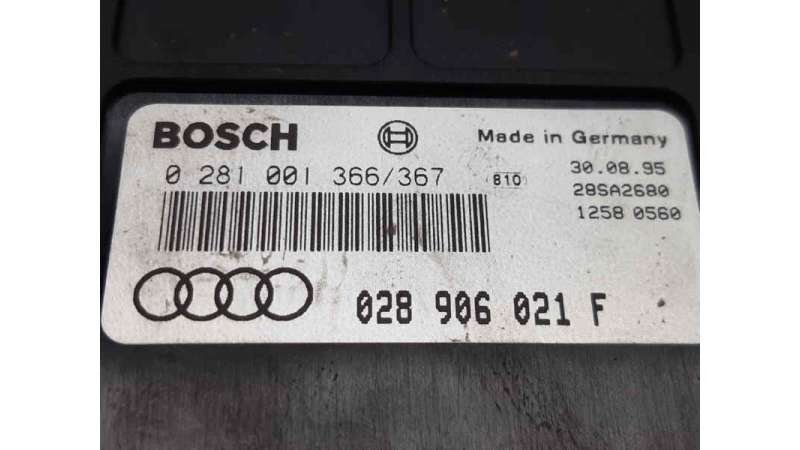 BOSCH
Made in Germany
0 281 001 366/367
810
30.08.95
28SA2680
1258 0560
028 906 021 F